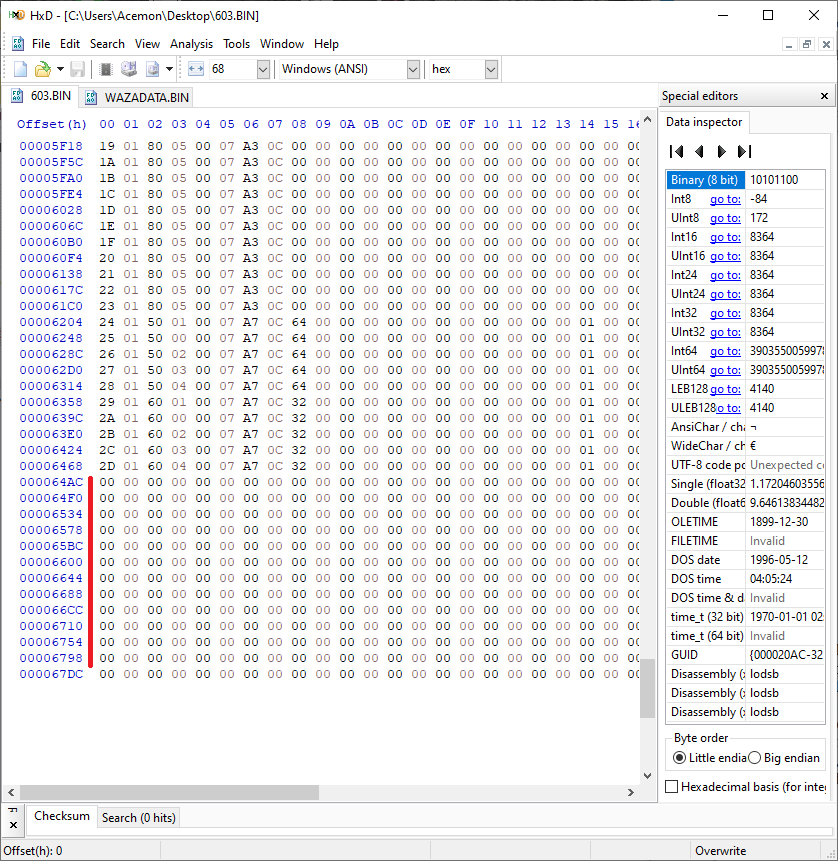 HxD - [C:\Users\Acemon\Desktop\603.BIN]
File Edit Search View Analysis Tools Window Help
68 Windows (ANSI) hex
603.BIN WAZADATA.BIN
Offset(h) 00 01 02 03 04 05 06 07 08 09 0A 0B 0C 0D 0E 0F 10 11 12 13 14 15 16
00005F18 19 01 80 05 00 07 A3 0C 00 00 00 00 00 00 00 00 00 00 00 00 00 00 00
00005F5C 1A 01 80 05 00 07 A3 0C 00 00 00 00 00 00 00 00 00 00 00 00 00 00 00
00005FA0 1B 01 80 05 00 07 A3 0C 00 00 00 00 00 00 00 00 00 00 00 00 00 00 00
00005FE4 1C 01 80 05 00 07 A3 0C 00 00 00 00 00 00 00 00 00 00 00 00 00 00 00
00006028 1D 01 80 05 00 07 A3 0C 00 00 00 00 00 00 00 00 00 00 00 00 00 00 00
0000606C 1E 01 80 05 00 07 A3 0C 00 00 00 00 00 00 00 00 00 00 00 00 00 00 00
000060B0 1F 01 80 05 00 07 A3 0C 00 00 00 00 00 00 00 00 00 00 00 00 00 00 00
000060F4 20 01 80 05 00 07 A3 0C 00 00 00 00 00 00 00 00 00 00 00 00 00 00 00
00006138 21 01 80 05 00 07 A3 0C 00 00 00 00 00 00 00 00 00 00 00 00 00 00 00
0000617C 22 01 80 05 00 07 A3 0C 00 00 00 00 00 00 00 00 00 00 00 00 00 00 00
000061C0 23 01 80 05 00 07 A3 0C 00 00 00 00 00 00 00 00 00 00 00 00 00 00 00
00006204 24 01 50 01 00 07 A7 0C 64 00 00 00 00 00 00 00 00 00 00 00 01 00 00
00006248 25 01 50 00 00 07 A7 0C 64 00 00 00 00 00 00 00 00 00 00 00 01 00 00
0000628C 26 01 50 02 00 07 A7 0C 64 00 00 00 00 00 00 00 00 00 00 00 01 00 00
000062D0 27 01 50 03 00 07 A7 0C 64 00 00 00 00 00 00 00 00 00 00 00 01 00 00
00006314 28 01 50 04 00 07 A7 0C 64 00 00 00 00 00 00 00 00 00 00 00 01 00 00
00006358 29 01 60 01 00 07 A7 0C 32 00 00 00 00 00 00 00 00 00 00 00 01 00 00
0000639C 2A 01 60 00 00 07 A7 0C 32 00 00 00 00 00 00 00 00 00 00 00 01 00 00
000063E0 2B 01 60 02 00 07 A7 0C 32 00 00 00 00 00 00 00 00 00 00 00 01 00 00
00006424 2C 01 60 03 00 07 A7 0C 32 00 00 00 00 00 00 00 00 00 00 00 01 00 00
00006468 2D 01 60 04 00 07 A7 0C 32 00 00 00 00 00 00 00 00 00 00 00 01 00 00
000064AC 00 00 00 00 00 00 00 00 00 00 00 00 00 00 00 00 00 00 00 00 00 00 00
000064F0 00 00 00 00 00 00 00 00 00 00 00 00 00 00 00 00 00 00 00 00 00 00 00
00006534 00 00 00 00 00 00 00 00 00 00 00 00 00 00 00 00 00 00 00 00 00 00 00
00006578 00 00 00 00 00 00 00 00 00 00 00 00 00 00 00 00 00 00 00 00 00 00 00
000065BC 00 00 00 00 00 00 00 00 00 00 00 00 00 00 00 00 00 00 00 00 00 00 00
00006600 00 00 00 00 00 00 00 00 00 00 00 00 00 00 00 00 00 00 00 00 00 00 00
00006644 00 00 00 00 00 00 00 00 00 00 00 00 00 00 00 00 00 00 00 00 00 00 00
00006688 00 00 00 00 00 00 00 00 00 00 00 00 00 00 00 00 00 00 00 00 00 00 00
000066CC 00 00 00 00 00 00 00 00 00 00 00 00 00 00 00 00 00 00 00 00 00 00 00
00006710 00 00 00 00 00 00 00 00 00 00 00 00 00 00 00 00 00 00 00 00 00 00 00
00006754 00 00 00 00 00 00 00 00 00 00 00 00 00 00 00 00 00 00 00 00 00 00 00
00006798 00 00 00 00 00 00 00 00 00 00 00 00 00 00 00 00 00 00 00 00 00 00 00
000067DC 00 00 00 00 00 00 00 00 00 00 00 00 00 00 00 00 00 00 00 00 00 00 00
Special editors
Data inspector
Binary (8 bit) 10101100
Int8 go to: -84
UInt8 go to: 172
Int16 go to: 8364
UInt16 go to: 8364
Int24 go to: 8364
UInt24 go to: 8364
Int32 go to: 8364
UInt32 go to: 8364
Int64 go to: 3903550059978
UInt64 go to: 3903550059978
LEB128 go to: 4140
ULEB128 o to: 4140
AnsiChar / cha ¬
WideChar / ch €
UTF-8 code po Unexpected co
Single (float32 1.17204603556
Double (float6 9.64613834482
OLETIME 1899-12-30
FILETIME Invalid
DOS date 1996-05-12
DOS time 04:05:24
DOS time & d Invalid
time_t (32 bit) 1970-01-01 02
time_t (64 bit) Invalid
GUID {000020AC-32
Disassembly ( lodsb
Disassembly ( lodsb
Disassembly ( lodsb
Byte order
Little endia Big endian
Hexadecimal basis (for inte
Checksum Search (0 hits)
Offset(h): 0 Overwrite